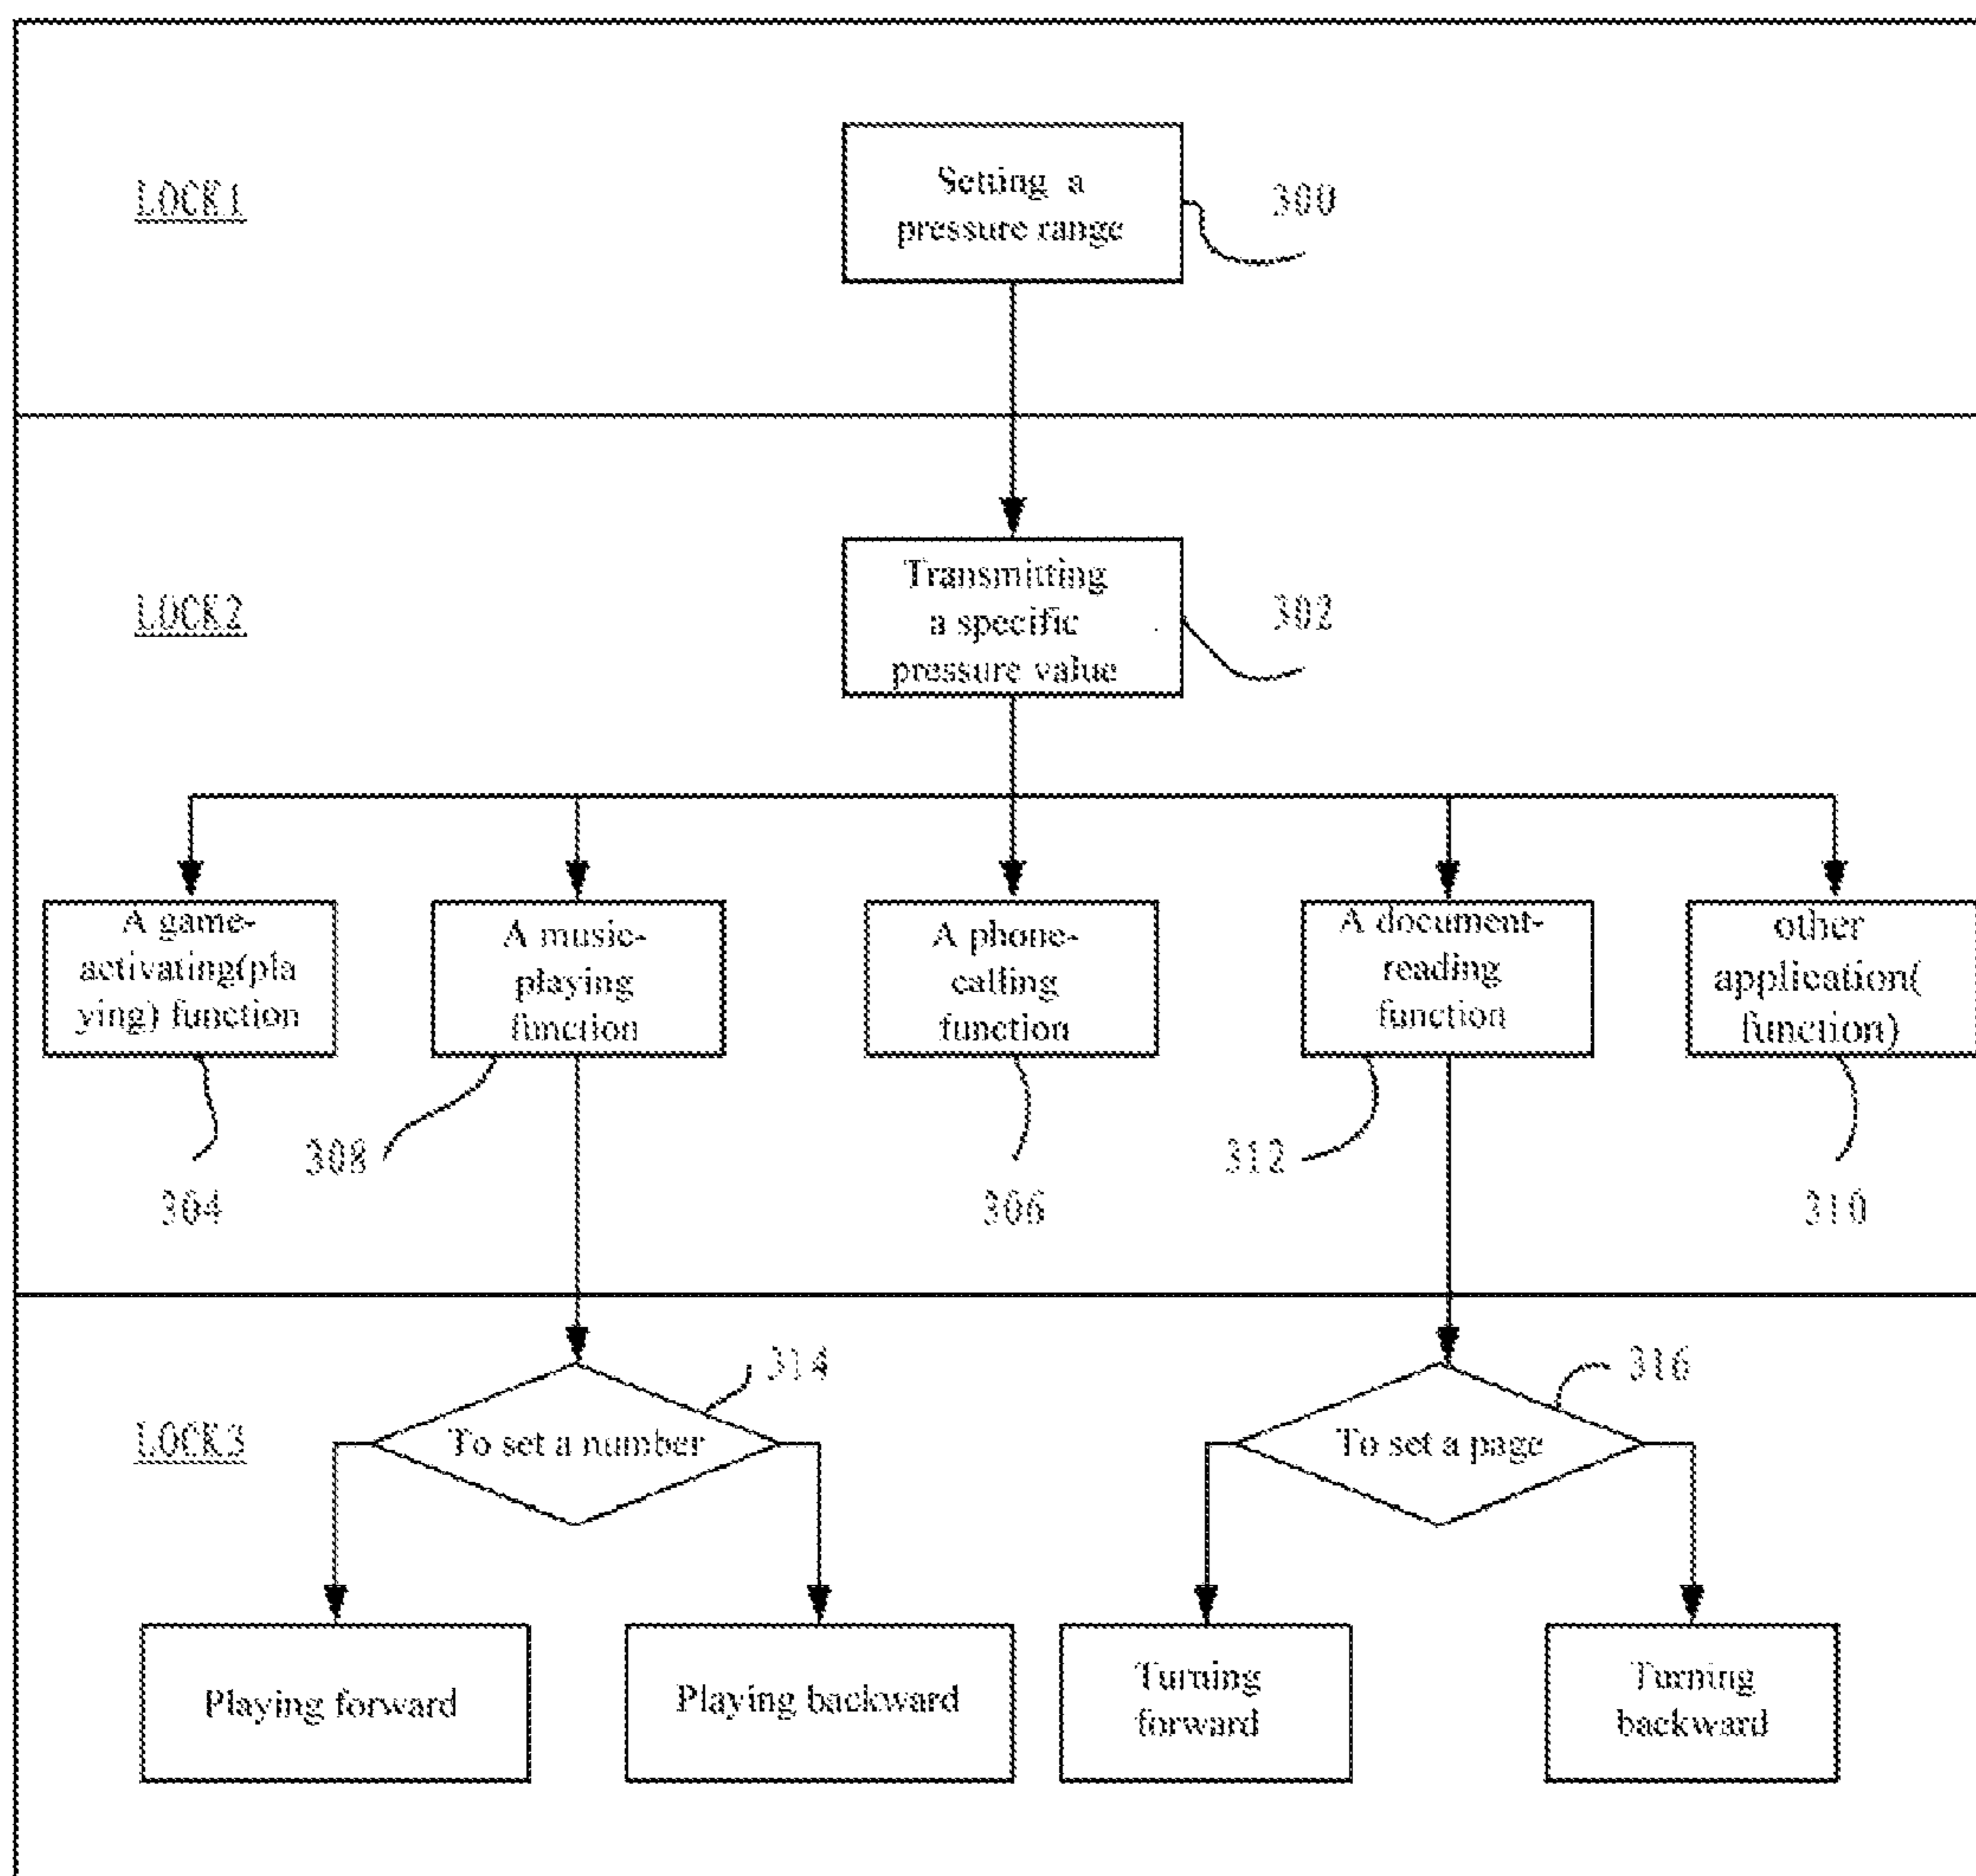 LOCK1
Setting a
pressure range
300
LOCK2
Transmitting
a specific
pressure value
302
A game-
activating(pla
ying) function
A music-
playing
function
A phone-
calling
function
A document-
reading
function
other
application(
function)
304
308
306
312
310
LOCK3
To set a number
314
To set a page
316
Playing forward
Playing backward
Turning
forward
Turning
backward